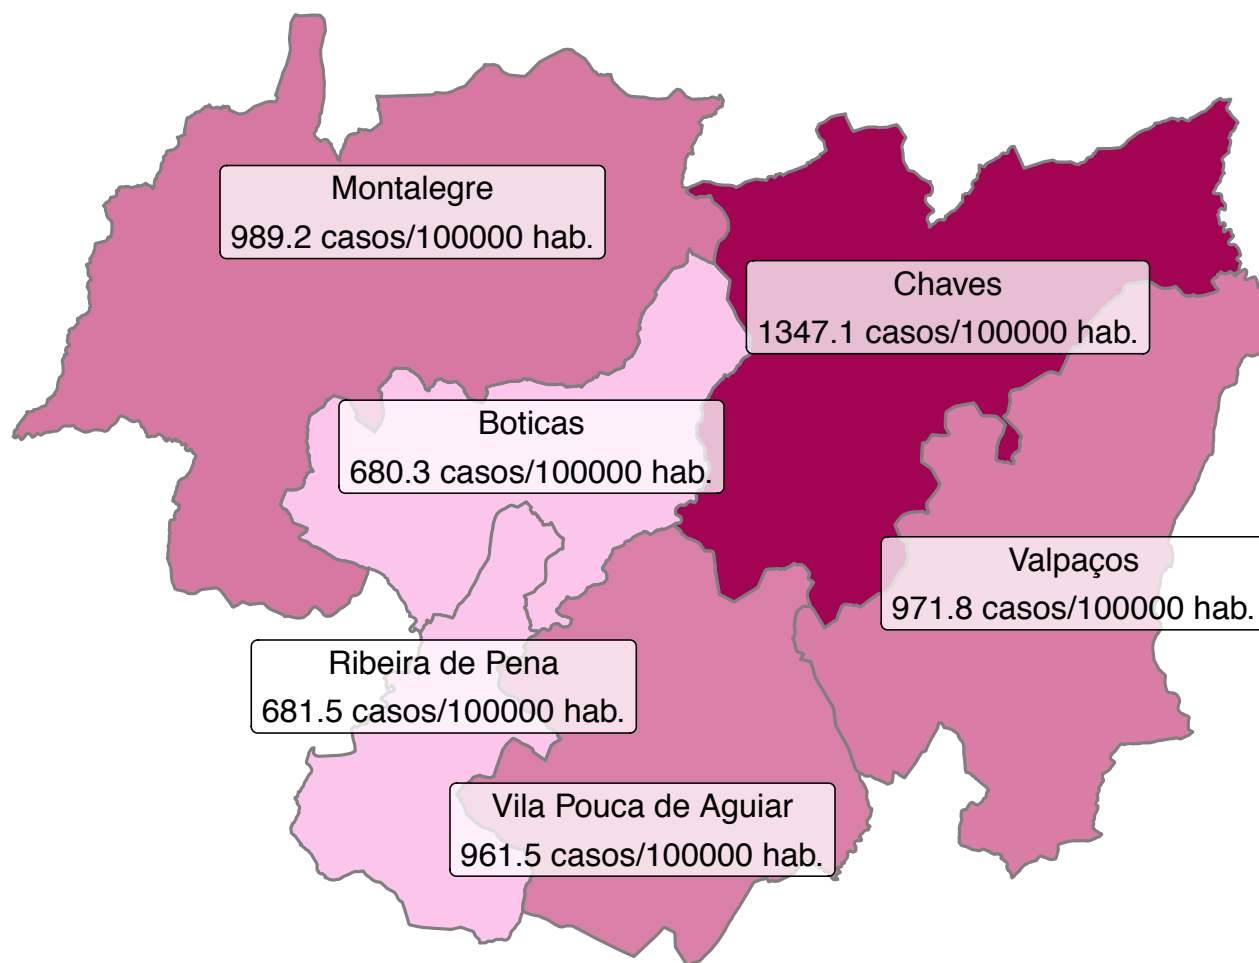 Montalegre
989.2 casos/100000 hab.
Chaves
1347.1 casos/100000 hab.
Boticas
680.3 casos/100000 hab.
Valpaços
971.8 casos/100000 hab.
Ribeira de Pena
681.5 casos/100000 hab.
Vila Pouca de Aguiar
961.5 casos/100000 hab.